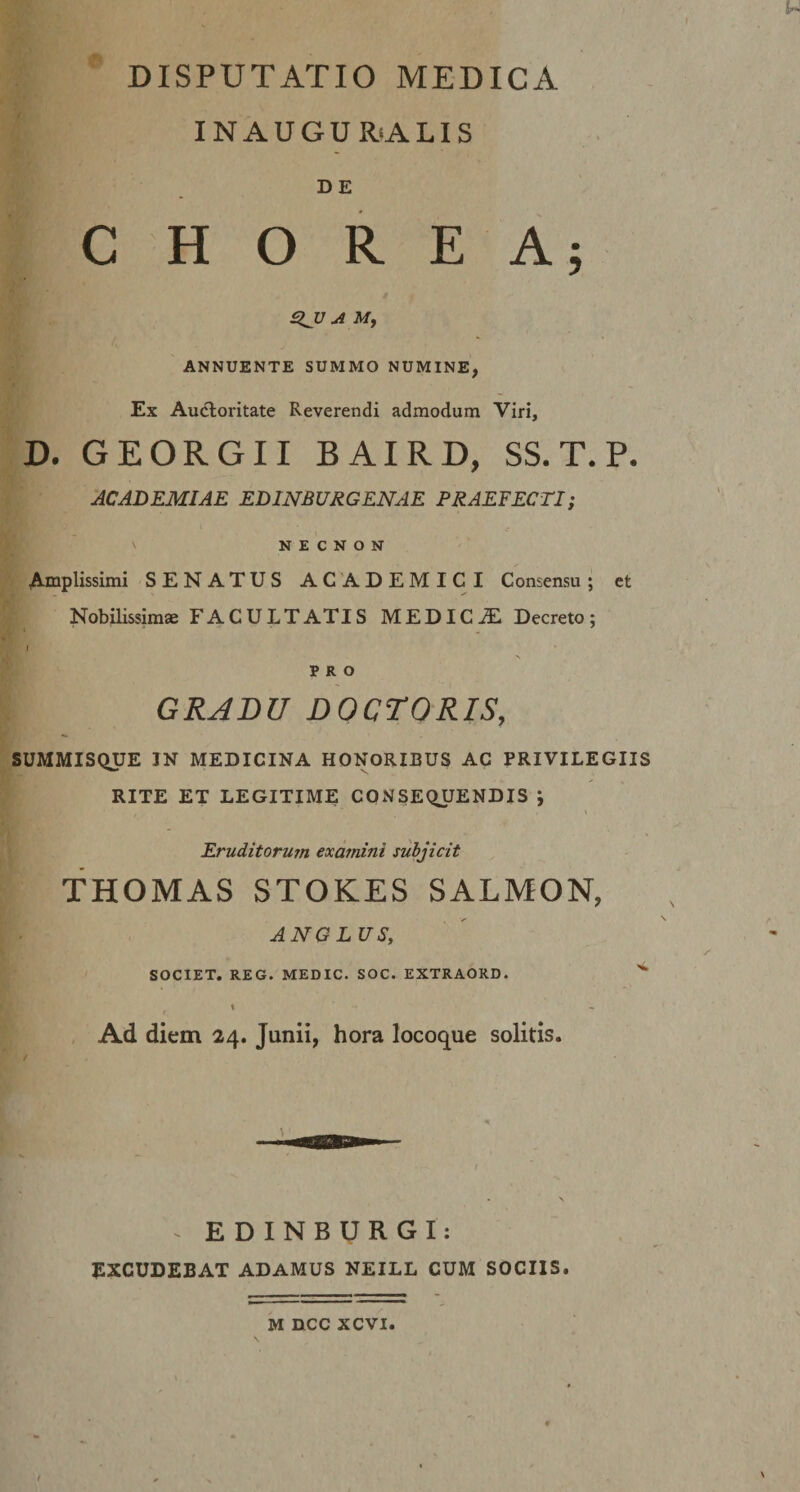 DISPUTATIO MEDICA
INAUGURALIS
DE
CHOREA;
QUAM,
ANNUENTE SUMMO NUMINE,
Ex Auctoritate Reverendi admodum Viri,
D. GEORGII BAIRD, SS. T. P.
ACADEMIAE EDINBURGENAE PRAEFECTI;
NECNON
Amplissimi SENATUS ACADEMICI Consensu; et
Nobilissimæ FACULTATIS MEDICÆ Decreto;
PRO
GRADU DOCTORIS,
SUMMISQUE IN MEDICINA HONORIBUS AC PRIVILEGIIS
RITE ET LEGITIME CONSEQUENDIS;
Eruditorum examini subjicit
THOMAS STOKES SALMON,
ANGLUS,
SOCIET. REG. MEDIC. SOC. EXTRAORD.
Ad diem 24. Junii, hora locoque solitis.
EDINBURGI:
EXCUDEBAT ADAMUS NEILL CUM SOCIIS.
M DCC XCVI.